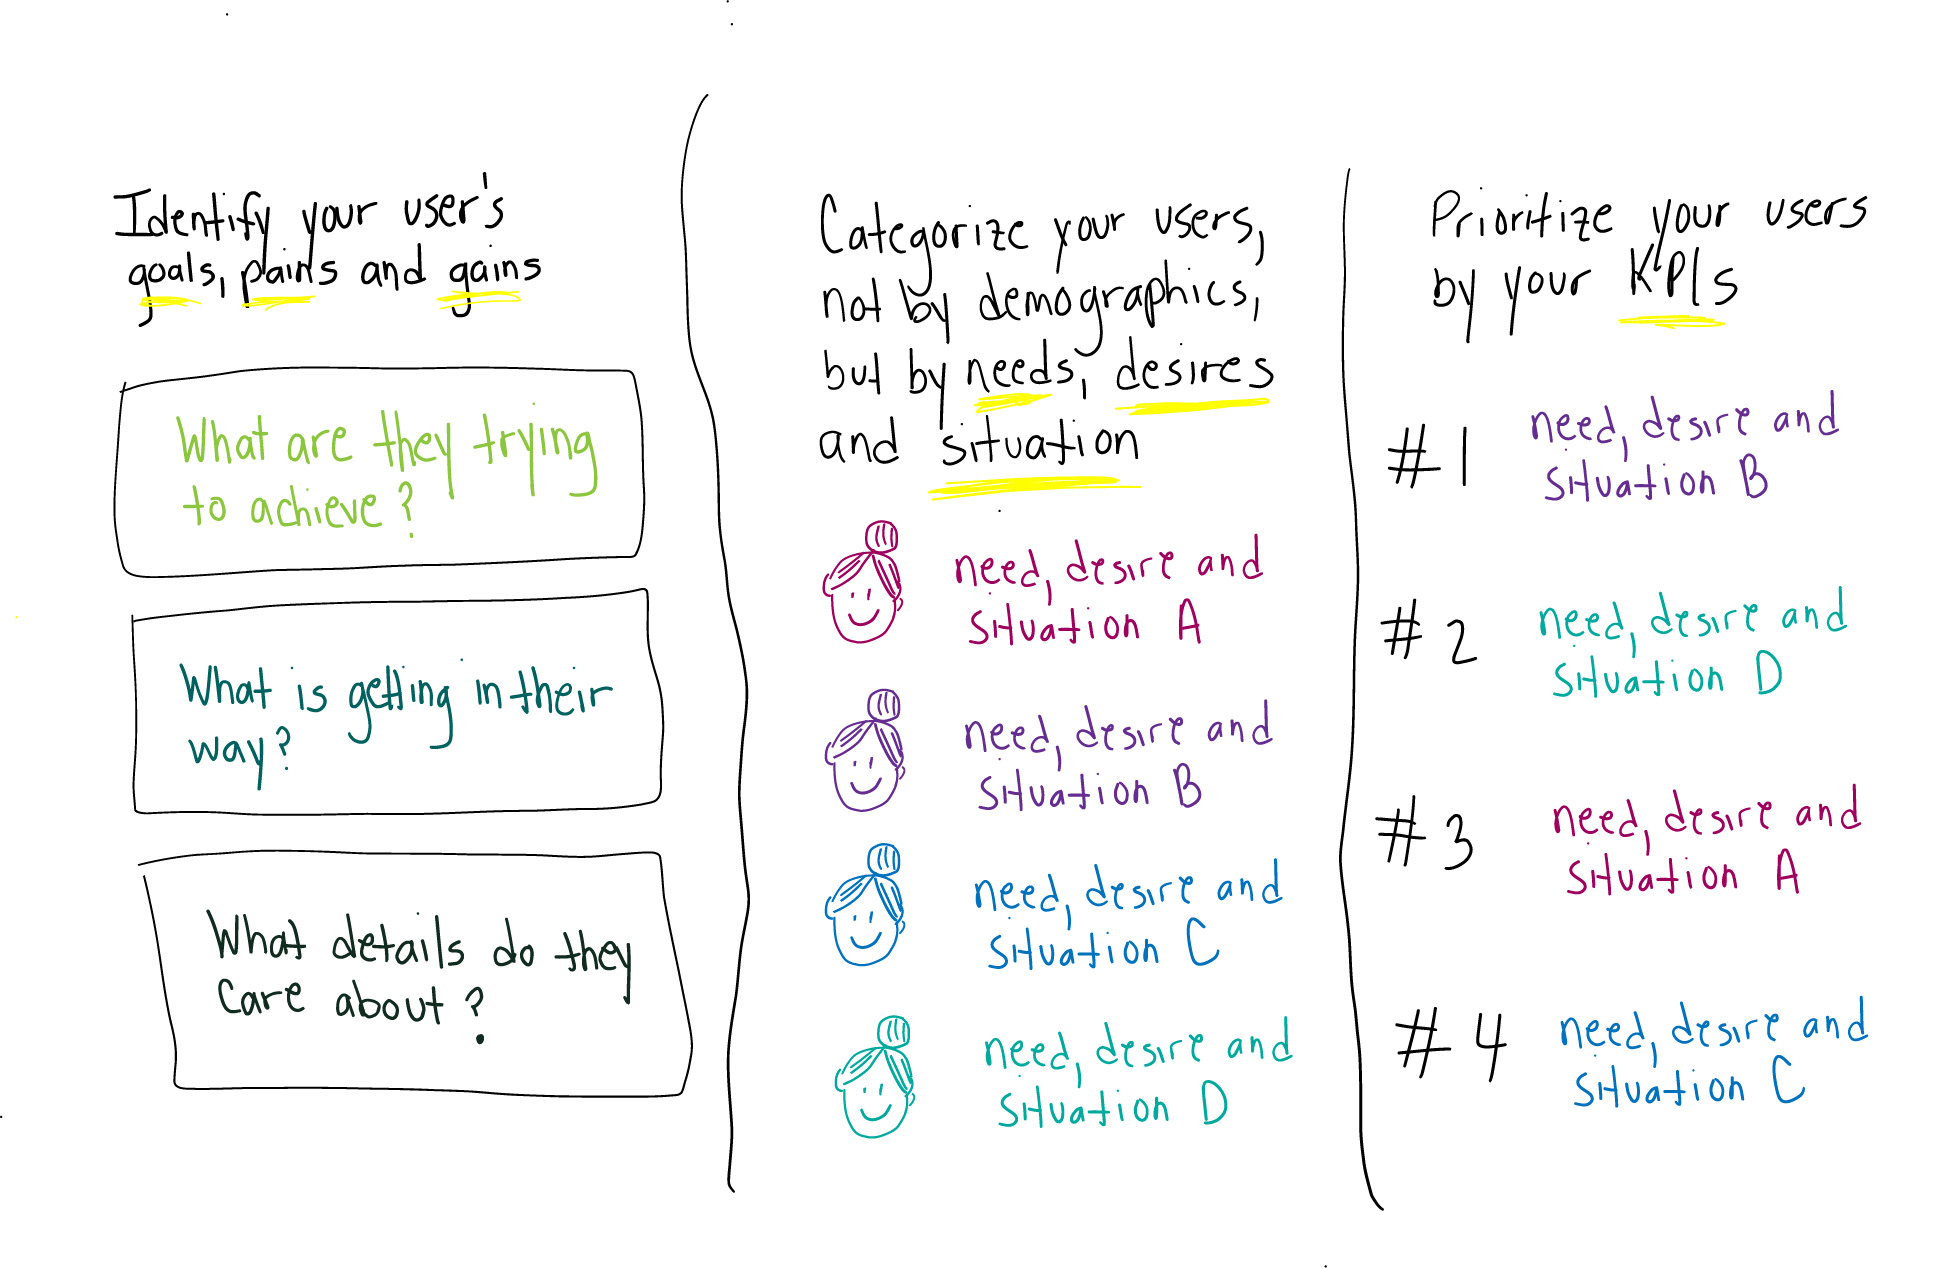 Identify your user's
goals, pains and gains
What are they trying
to achieve?
What is getting in their
way?
What details do they
care about?
Categorize your users,
not by demographics,
but by needs, desires
and situation
need, desire and
situation A
need, desire and
situation B
need, desire and
situation C
need, desire and
situation D
Prioritize your users
by your KPIs
#1
need, desire and
situation B
#2
need, desire and
situation D
#3
need, desire and
situation A
#4
need, desire and
situation C